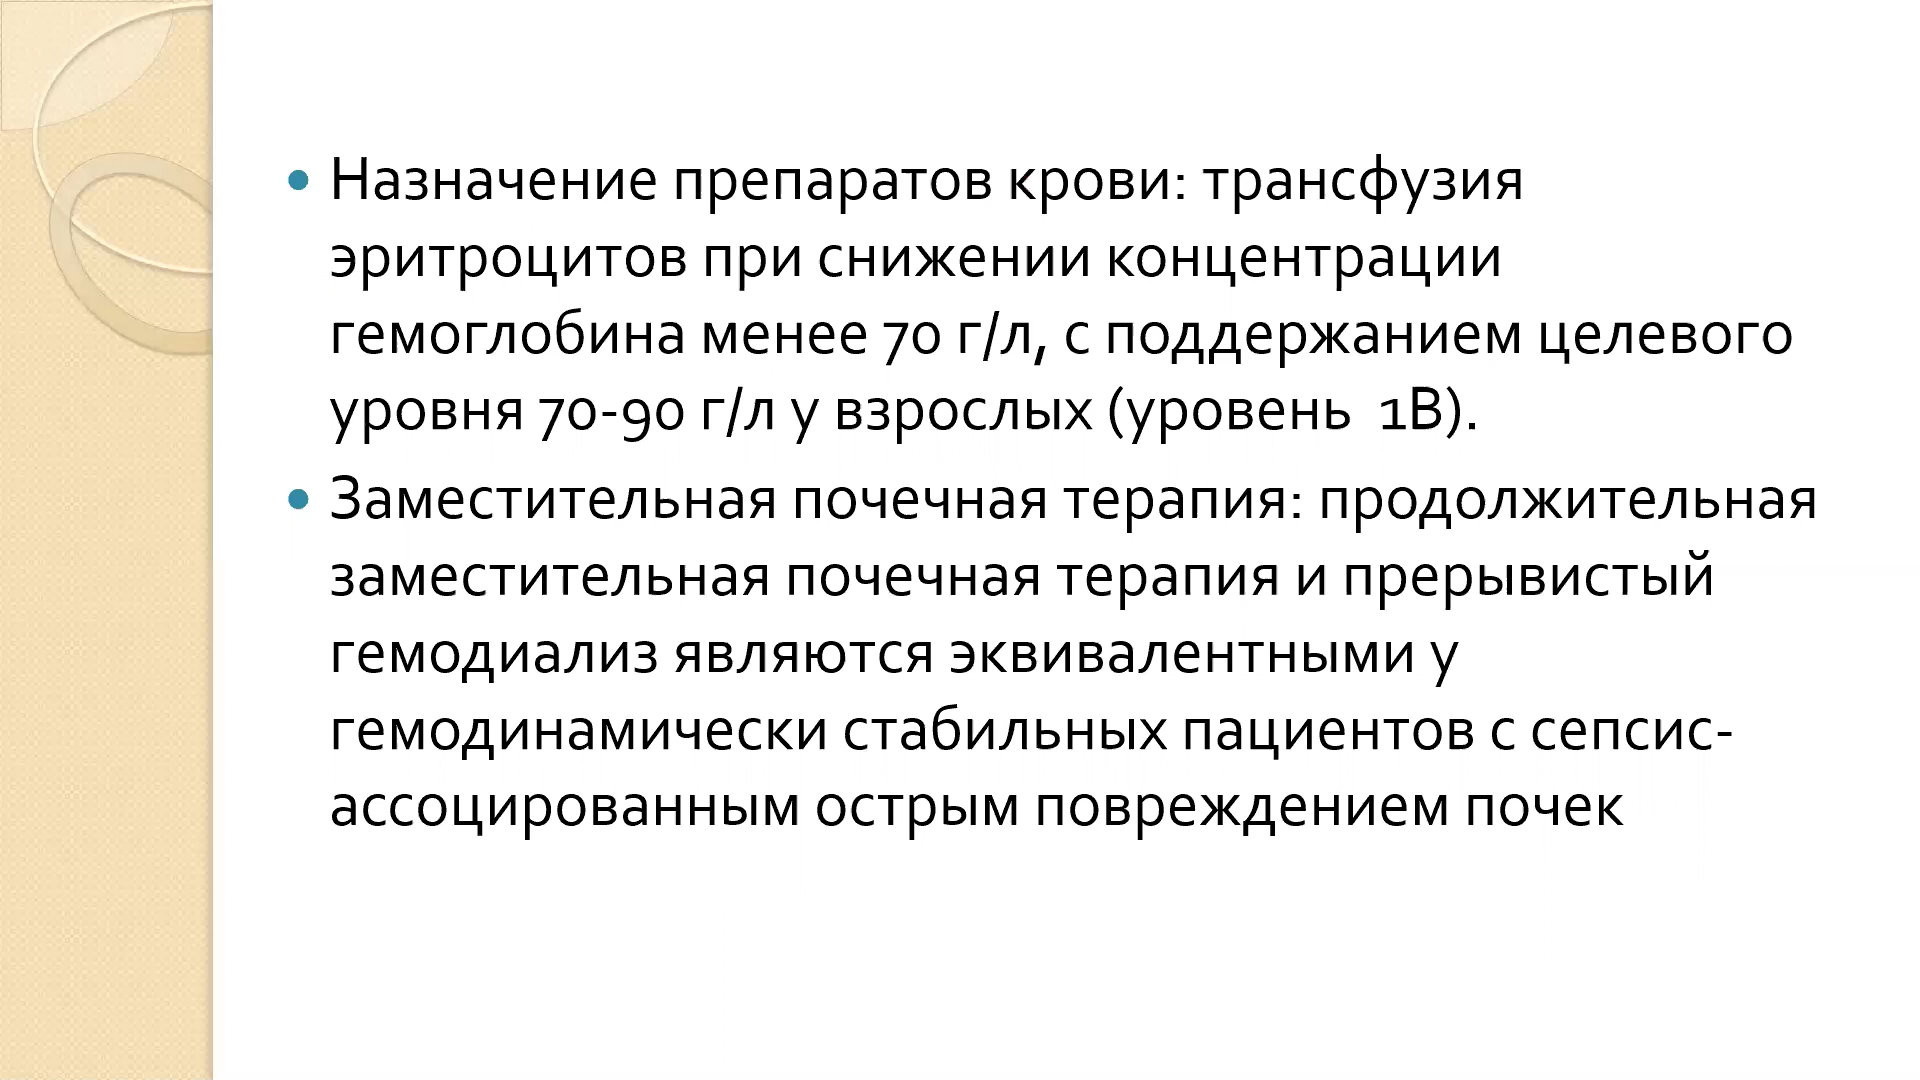 • Назначение препаратов крови: трансфузия
эритроцитов при снижении концентрации
гемоглобина менее 70 г/л, с поддержанием целевого
уровня 70-90 г/л у взрослых (уровень  1В).
• Заместительная почечная терапия: продолжительная
заместительная почечная терапия и прерывистый
гемодиализ являются эквивалентными у
гемодинамически стабильных пациентов с сепсис-
ассоцированным острым повреждением почек